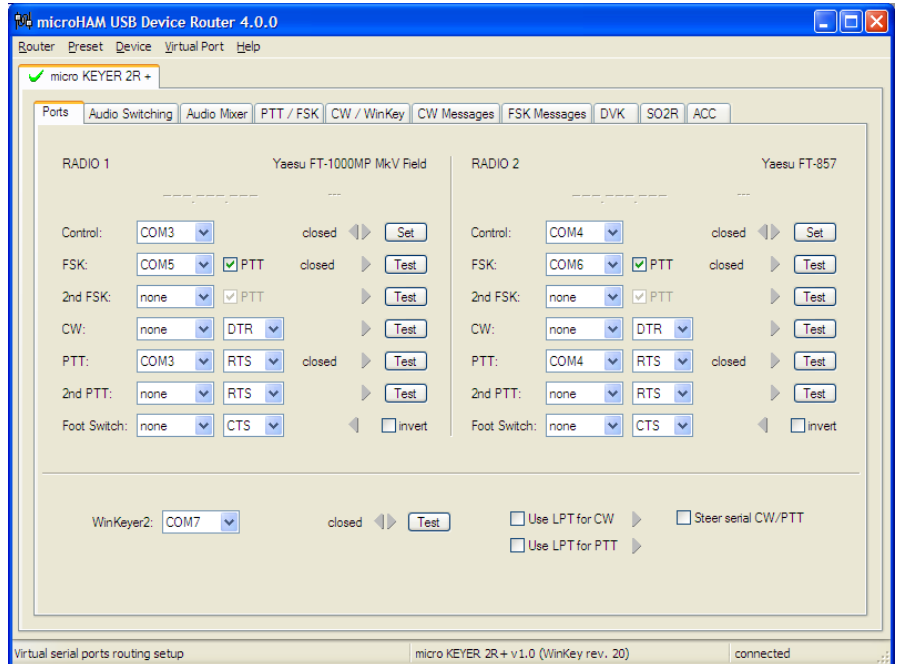 microHAM USB Device Router 4.0.0
Router Preset Device Virtual Port Help
micro KEYER 2R +
Ports Audio Switching Audio Mixer PTT / FSK CW / WinKey CW Messages FSK Messages DVK SO2R ACC
RADIO 1 Yaesu FT-1000MP MkV Field RADIO 2 Yaesu FT-857
---,---,--- --- ---,---,--- ---
Control: COM3 closed Set Control: COM4 closed Set
FSK: COM5 PTT closed Test FSK: COM6 PTT closed Test
2nd FSK: none PTT Test 2nd FSK: none PTT Test
CW: none DTR Test CW: none DTR Test
PTT: COM3 RTS closed Test PTT: COM4 RTS closed Test
2nd PTT: none RTS Test 2nd PTT: none RTS Test
Foot Switch: none CTS invert Foot Switch: none CTS invert
WinKeyer2: COM7 closed Test Use LPT for CW Steer serial CW/PTT
Use LPT for PTT
Virtual serial ports routing setup micro KEYER 2R+ v1.0 (WinKey rev. 20) connected